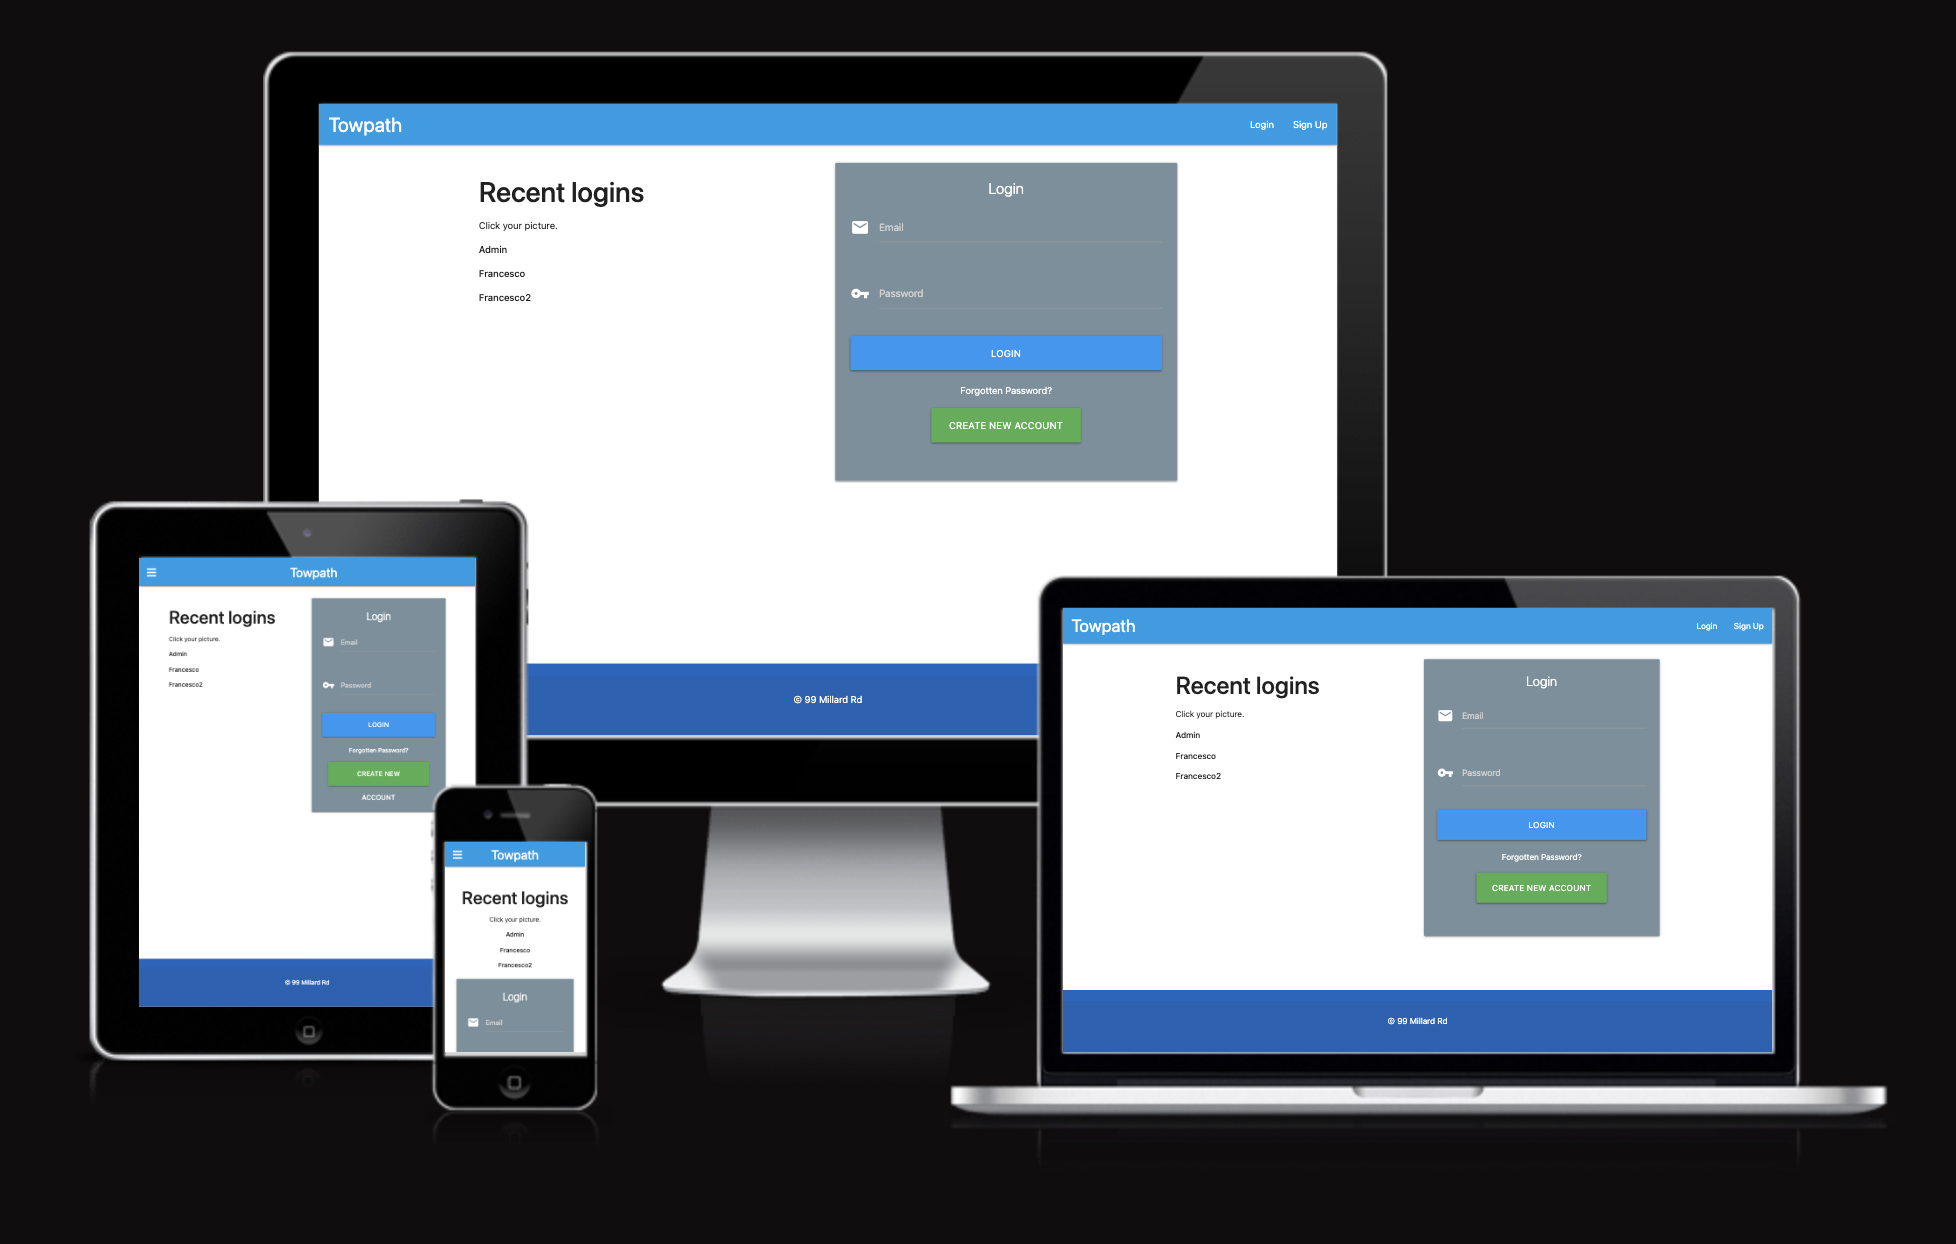 Towpath
Login Sign Up
Recent logins
Click your picture.
Admin
Francesco
Francesco2
Login
Email
Password
LOGIN
Forgotten Password?
CREATE NEW ACCOUNT
© 99 Millard Rd
Towpath
Recent logins
Click your picture.
Admin
Francesco
Francesco2
Login
Email
Password
LOGIN
Forgotten Password?
CREATE NEW
ACCOUNT
© 99 Millard Rd
Towpath
Recent logins
Click your picture.
Admin
Francesco
Francesco2
Login
Email
Towpath
Login Sign Up
Recent logins
Click your picture.
Admin
Francesco
Francesco2
Login
Email
Password
LOGIN
Forgotten Password?
CREATE NEW ACCOUNT
© 99 Millard Rd